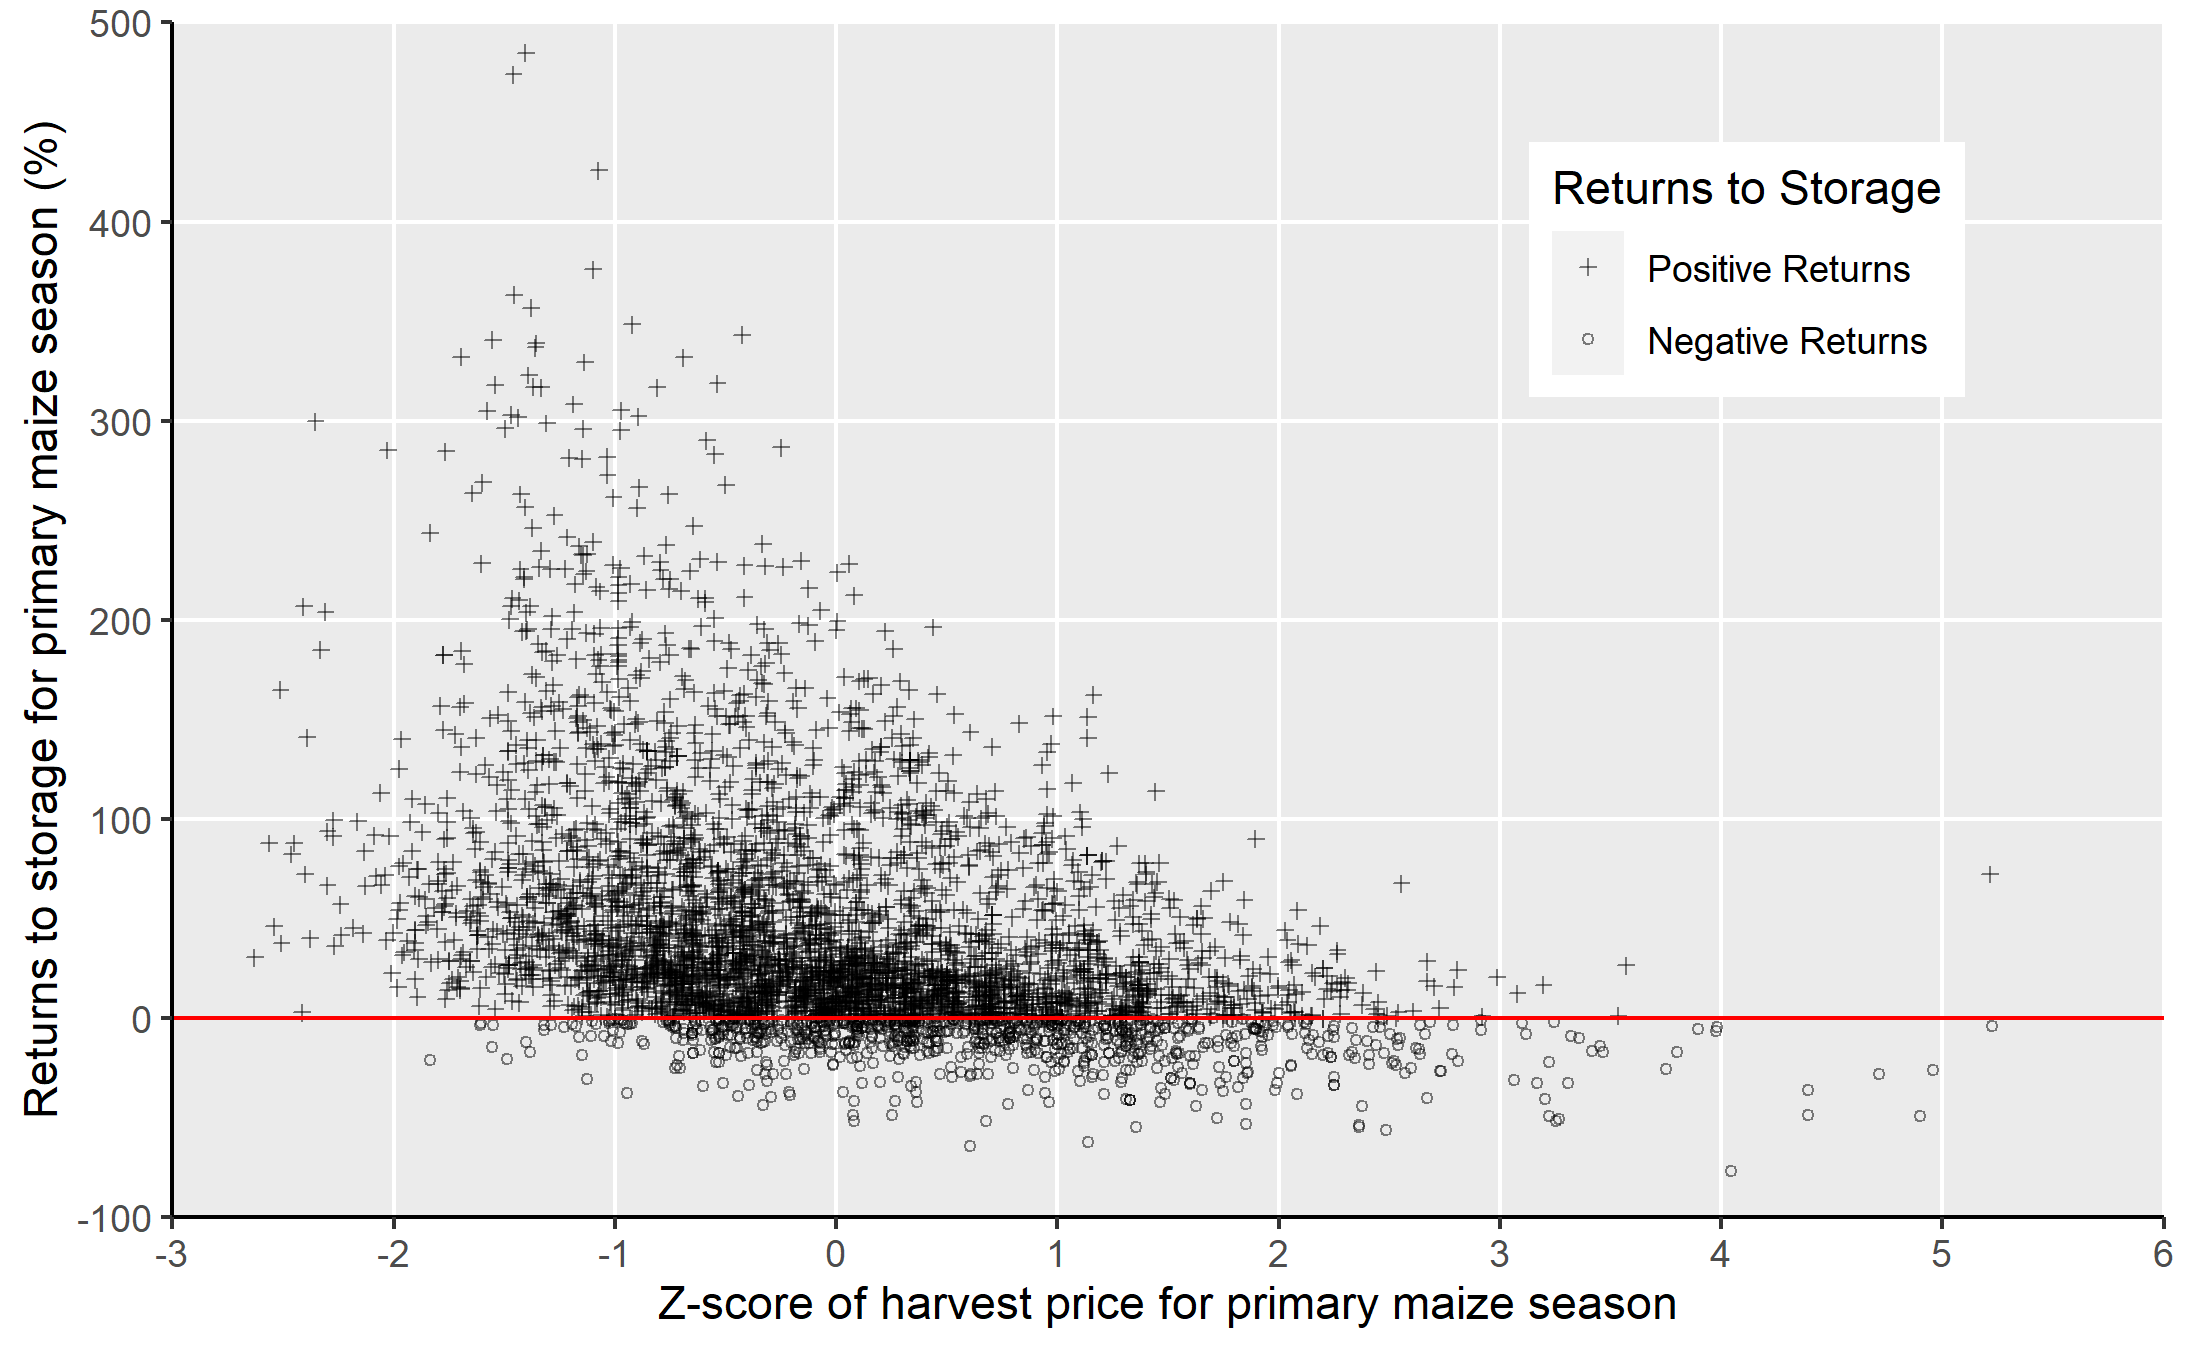 Returns to storage for primary maize season (%)
500
400
300
200
100
0
-100
Returns to Storage
Positive Returns
Negative Returns
-3 -2 -1 0 1 2 3 4 5 6
Z-score of harvest price for primary maize season